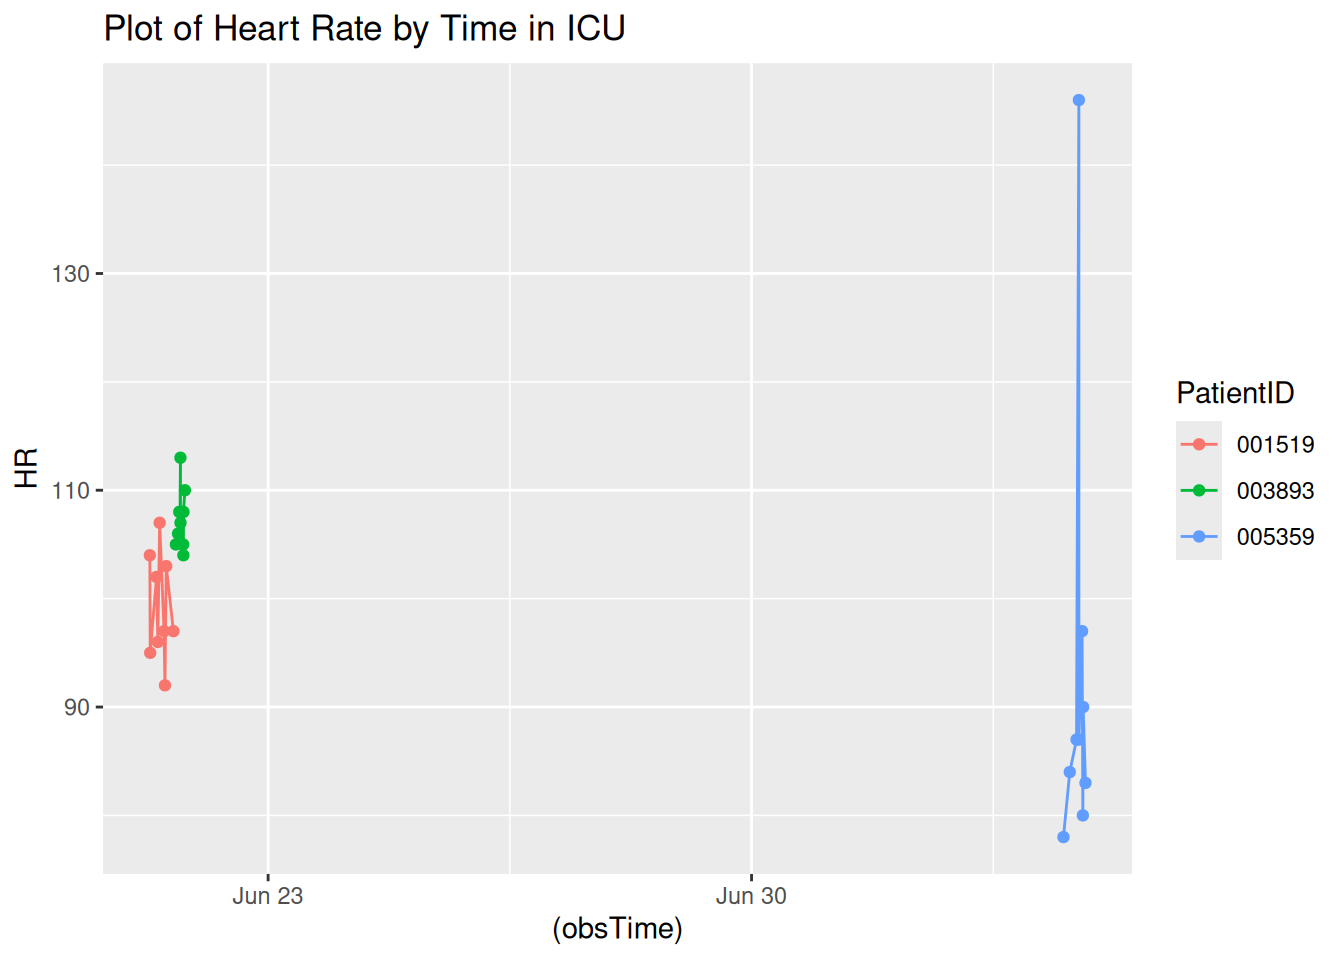 Plot of Heart Rate by Time in ICU
130
110
90
HR
Jun 23
Jun 30
(obsTime)
PatientID
001519
003893
005359